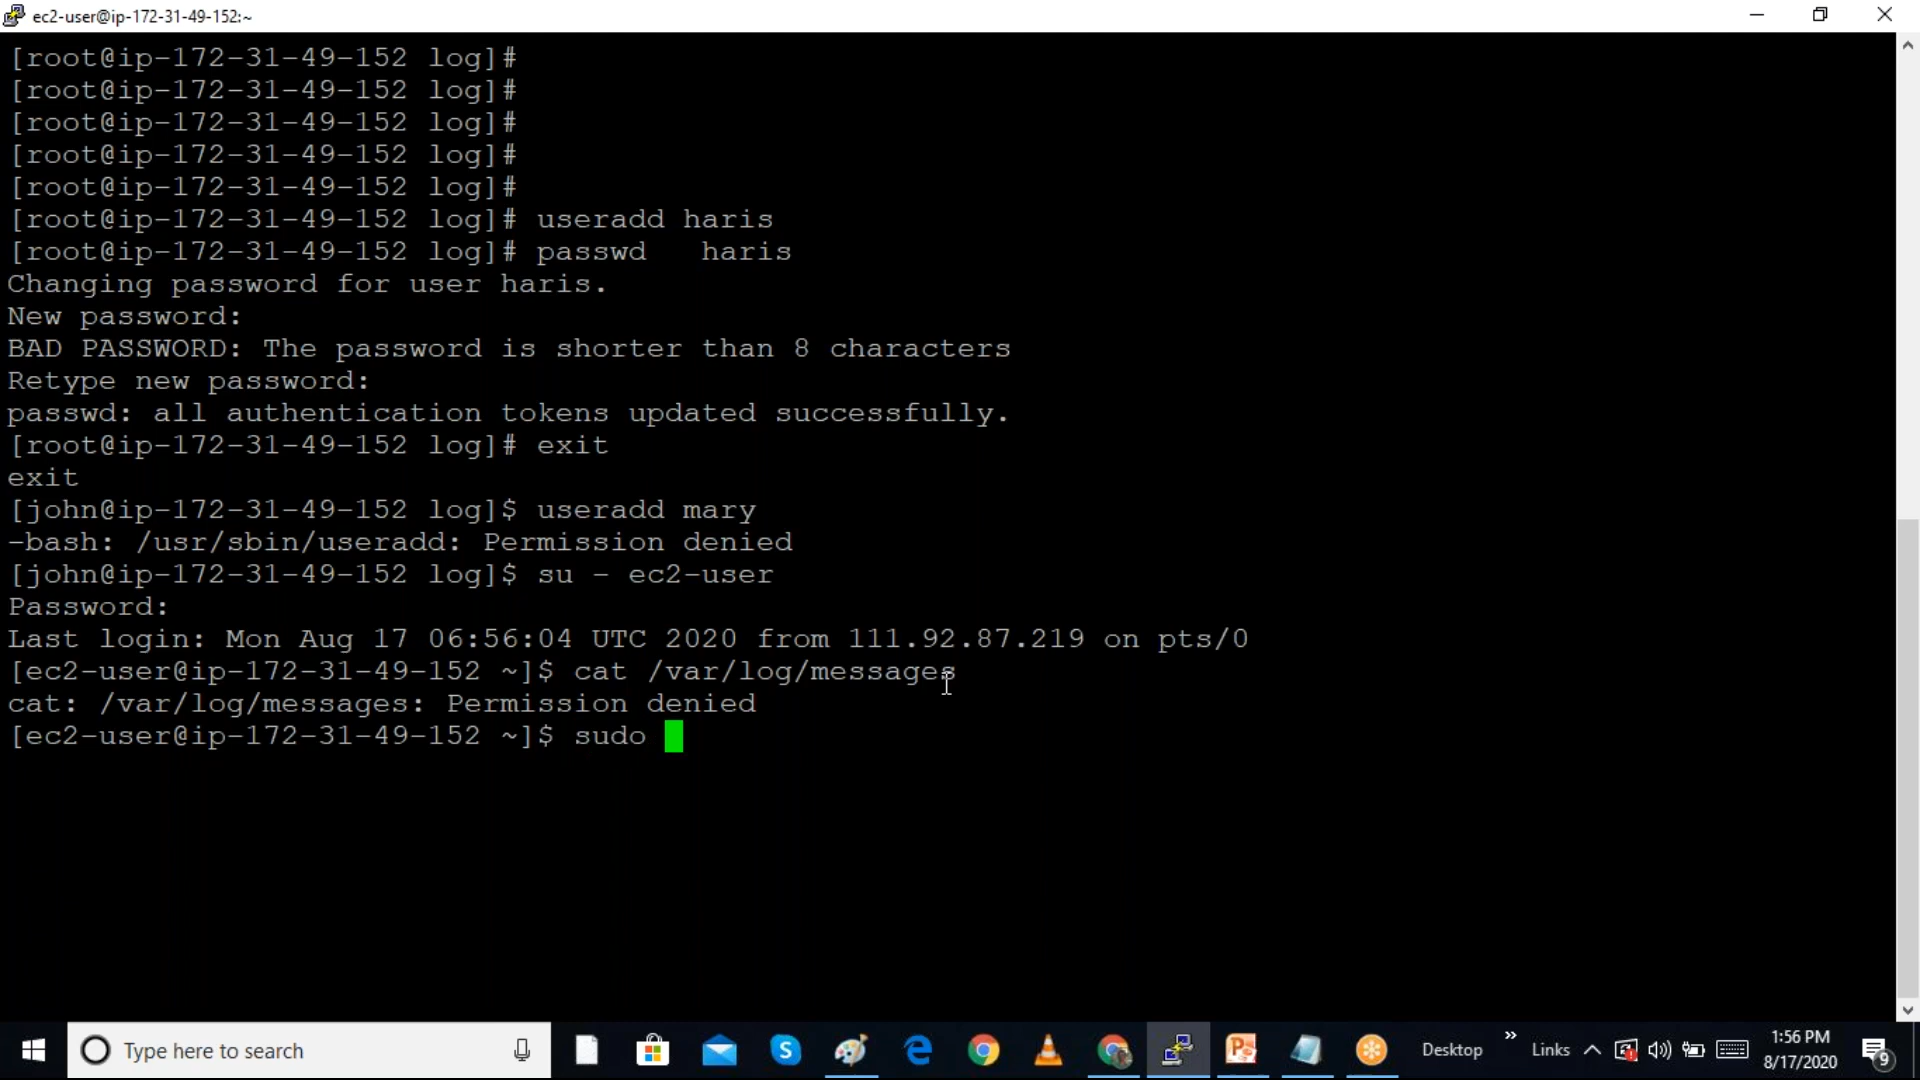 ec2-user@ip-172-31-49-152:~
[root@ip-172-31-49-152 log]#
[root@ip-172-31-49-152 log]#
[root@ip-172-31-49-152 log]#
[root@ip-172-31-49-152 log]#
[root@ip-172-31-49-152 log]#
[root@ip-172-31-49-152 log]# useradd haris
[root@ip-172-31-49-152 log]# passwd   haris
Changing password for user haris.
New password:
BAD PASSWORD: The password is shorter than 8 characters
Retype new password:
passwd: all authentication tokens updated successfully.
[root@ip-172-31-49-152 log]# exit
exit
[john@ip-172-31-49-152 log]$ useradd mary
-bash: /usr/sbin/useradd: Permission denied
[john@ip-172-31-49-152 log]$ su - ec2-user
Password:
Last login: Mon Aug 17 06:56:04 UTC 2020 from 111.92.87.219 on pts/0
[ec2-user@ip-172-31-49-152 ~]$ cat /var/log/messages
cat: /var/log/messages: Permission denied
[ec2-user@ip-172-31-49-152 ~]$ sudo
Type here to search
Desktop
Links
1:56 PM
8/17/2020
9